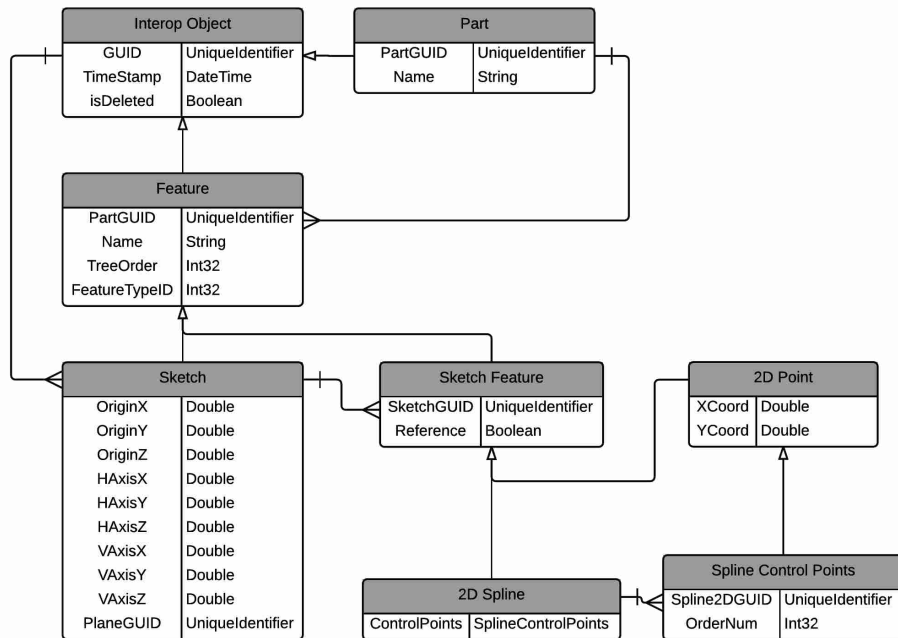 Interop Object
GUID UniqueIdentifier
TimeStamp DateTime
isDeleted Boolean
Part
PartGUID UniqueIdentifier
Name String
Feature
PartGUID UniqueIdentifier
Name String
TreeOrder Int32
FeatureTypeID Int32
Sketch
OriginX Double
OriginY Double
OriginZ Double
HAxisX Double
HAxisY Double
HAxisZ Double
VAxisX Double
VAxisY Double
VAxisZ Double
PlaneGUID UniqueIdentifier
Sketch Feature
SketchGUID UniqueIdentifier
Reference Boolean
2D Point
XCoord Double
YCoord Double
2D Spline
ControlPoints SplineControlPoints
Spline Control Points
Spline2DGUID UniqueIdentifier
OrderNum Int32